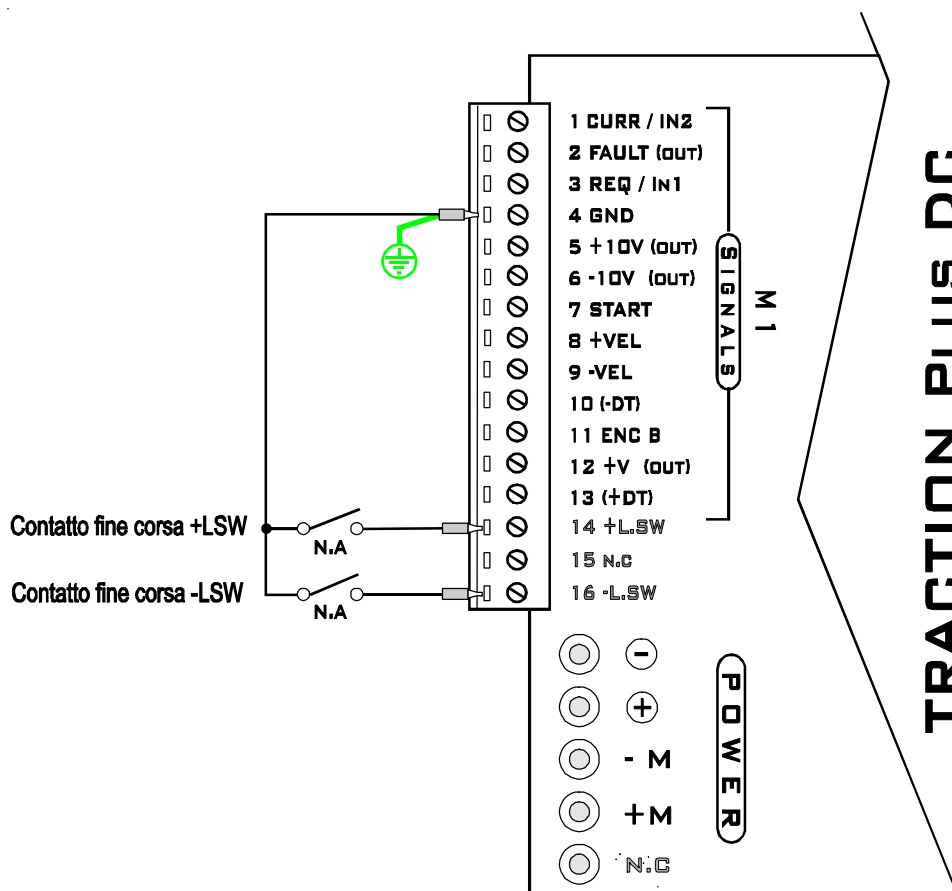 1 CURR / IN2
2 FAULT (OUT)
3 REQ / IN1
4 GND
5 +10V (OUT)
6 -10V (OUT)
7 START
8 +VEL
9 -VEL
10 (-DT)
11 ENC B
12 +V (OUT)
13 (+DT)
14 +L.SW
15 N.C
16 -L.SW
SIGNALS
M 1
Contatto fine corsa +LSW
N.A
Contatto fine corsa -LSW
N.A
-
+
- M
+M
N.C
POWER
TRACTION PLUS DC